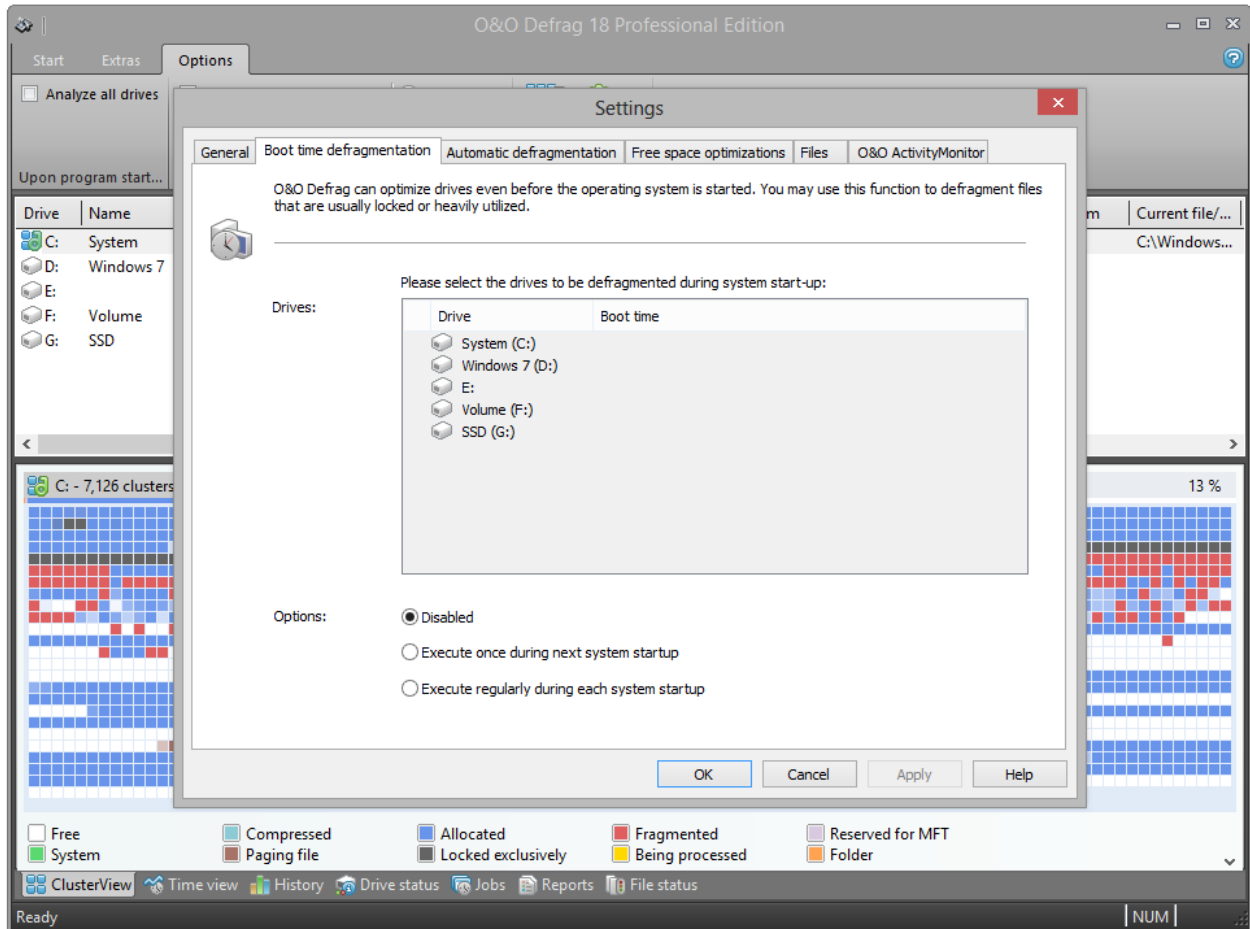 O&O Defrag 18 Professional Edition
Start Extras Options
Analyze all drives
Upon program start...
Settings
General Boot time defragmentation Automatic defragmentation Free space optimizations Files O&O ActivityMonitor
O&O Defrag can optimize drives even before the operating system is started. You may use this function to defragment files
that are usually locked or heavily utilized.
Drive Name m Current file/...
C: System C:\Windows...
D: Windows 7
E:
F: Volume
G: SSD
Please select the drives to be defragmented during system start-up:
Drives:
Drive Boot time
System (C:)
Windows 7 (D:)
E:
Volume (F:)
SSD (G:)
C: - 7,126 clusters 13 %
Options:
Disabled
Execute once during next system startup
Execute regularly during each system startup
OK Cancel Apply Help
Free Compressed Allocated Fragmented Reserved for MFT
System Paging file Locked exclusively Being processed Folder
ClusterView Time view History Drive status Jobs Reports File status
Ready NUM